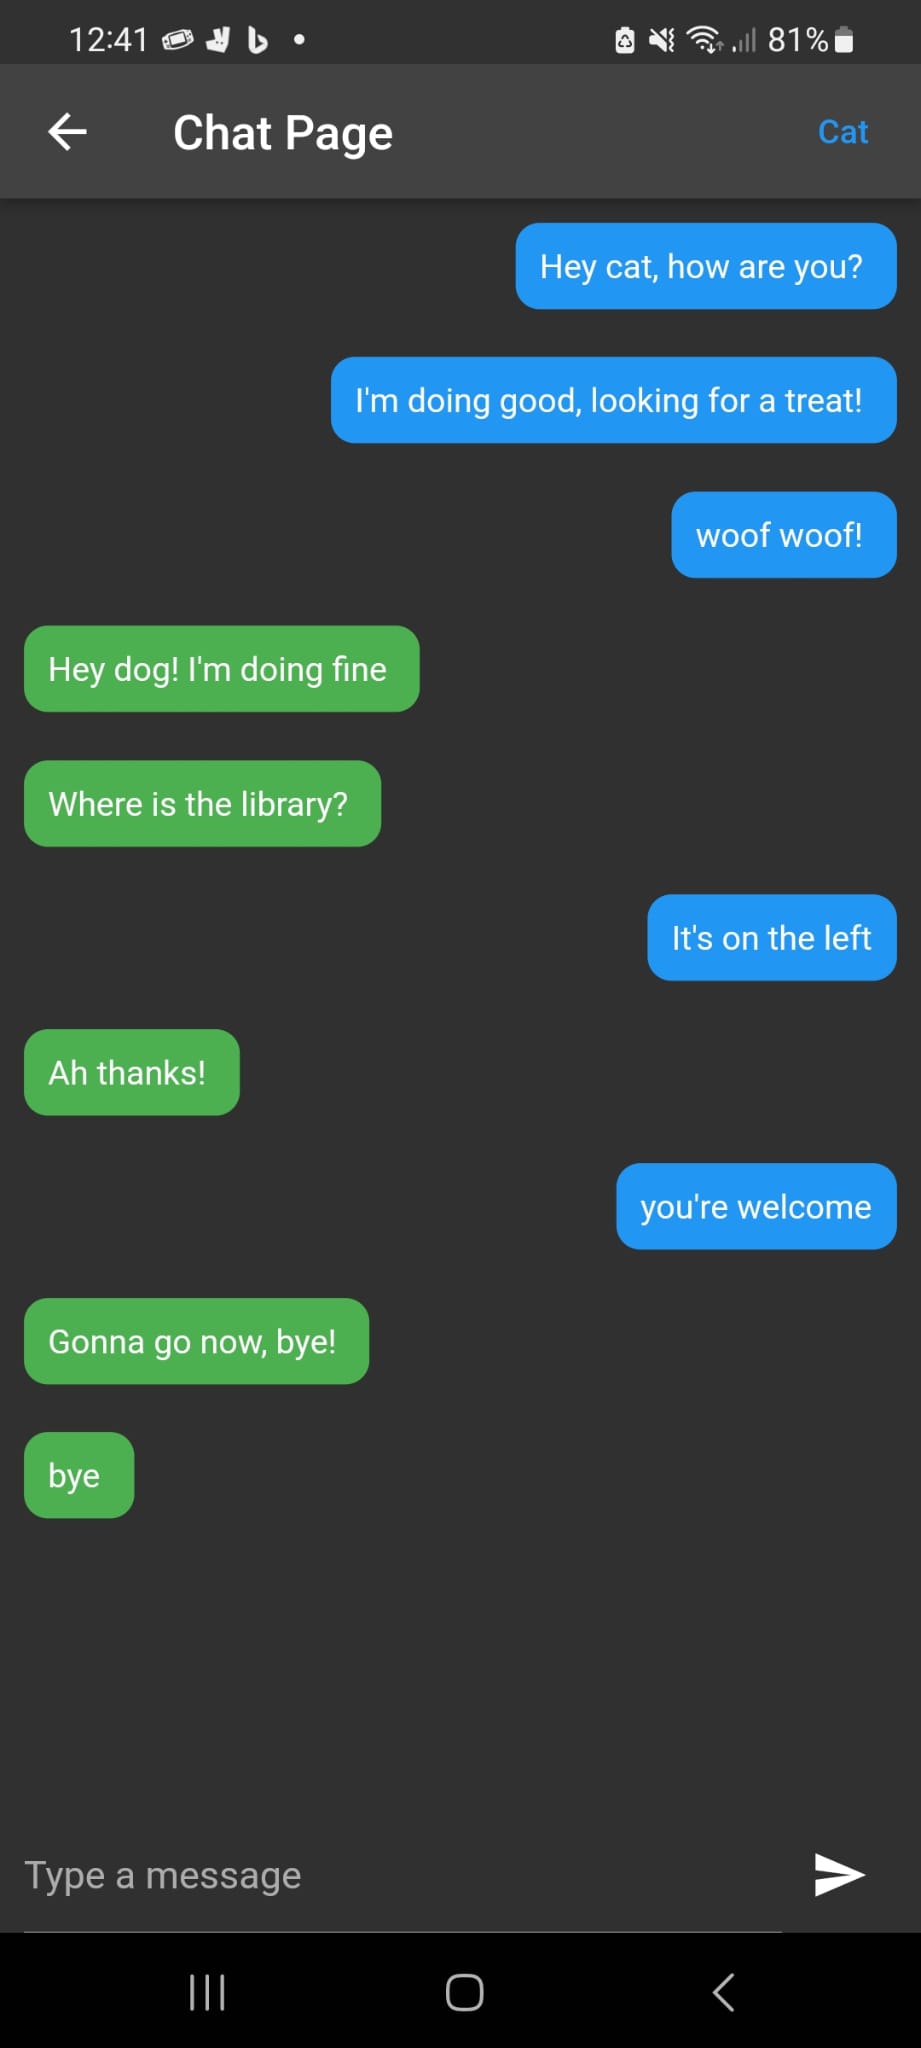 12:41 81%
Chat Page Cat
Hey cat, how are you?
I'm doing good, looking for a treat!
woof woof!
Hey dog! I'm doing fine
Where is the library?
It's on the left
Ah thanks!
you're welcome
Gonna go now, bye!
bye
Type a message